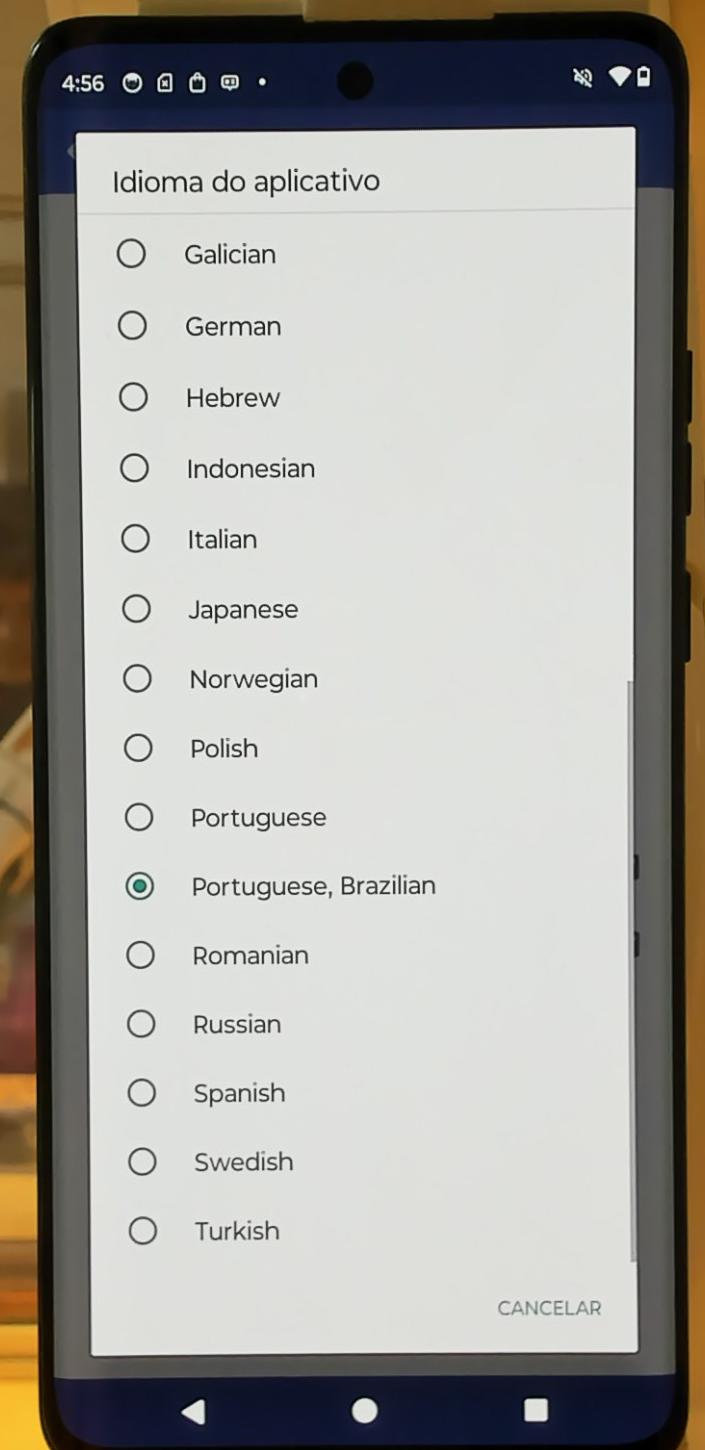 4:56
Idioma do aplicativo
Galician
German
Hebrew
Indonesian
Italian
Japanese
Norwegian
Polish
Portuguese
Portuguese, Brazilian
Romanian
Russian
Spanish
Swedish
Turkish
CANCELAR